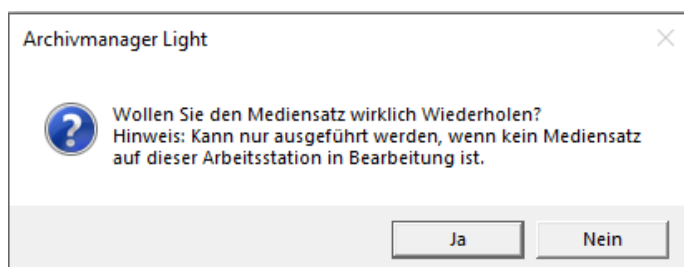 Archivmanager Light
Wollen Sie den Mediensatz wirklich Wiederholen?
Hinweis: Kann nur ausgeführt werden, wenn kein Mediensatz
auf dieser Arbeitsstation in Bearbeitung ist.
Ja
Nein